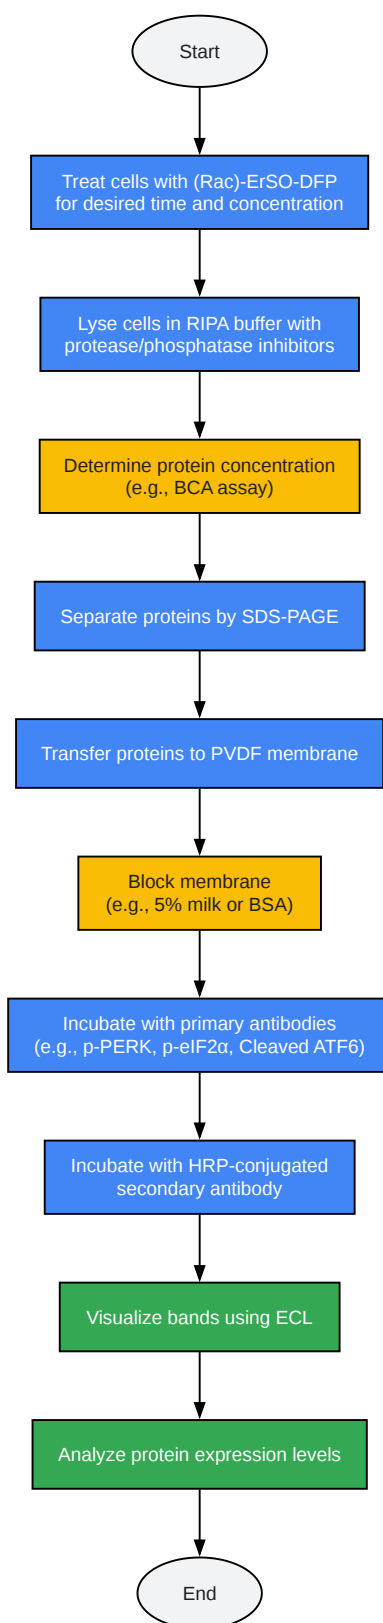 Start
Treat cells with (Rac)-ErSO-DFP
for desired time and concentration
Lyse cells in RIPA buffer with
protease/phosphatase inhibitors
Determine protein concentration
(e.g., BCA assay)
Separate proteins by SDS-PAGE
Transfer proteins to PVDF membrane
Block membrane
(e.g., 5% milk or BSA)
Incubate with primary antibodies
(e.g., p-PERK, p-eIF2α, Cleaved ATF6)
Incubate with HRP-conjugated
secondary antibody
Visualize bands using ECL
Analyze protein expression levels
End